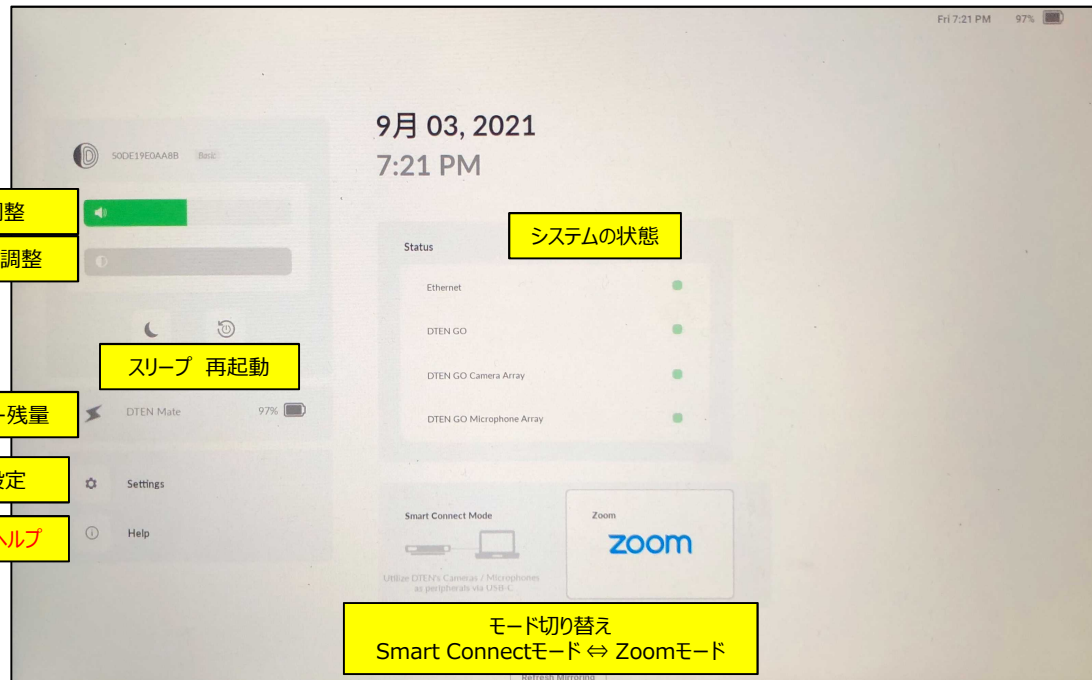 Fri 7:21 PM 97%
9月 03, 2021
7:21 PM
50DE19E0AA8B Basic
調整
調整
スリープ 再起動
DTEN Mate 97%
ー残量
Settings
設定
Help
ヘルプ
Status
システムの状態
Ethernet
DTEN GO
DTEN GO Camera Array
DTEN GO Microphone Array
Smart Connect Mode
Utilize DTEN's Cameras / Microphones
as peripherals via USB-C
Zoom
zoom
モード切り替え
Smart Connectモード ⇔ Zoomモード
Refresh Mirroring